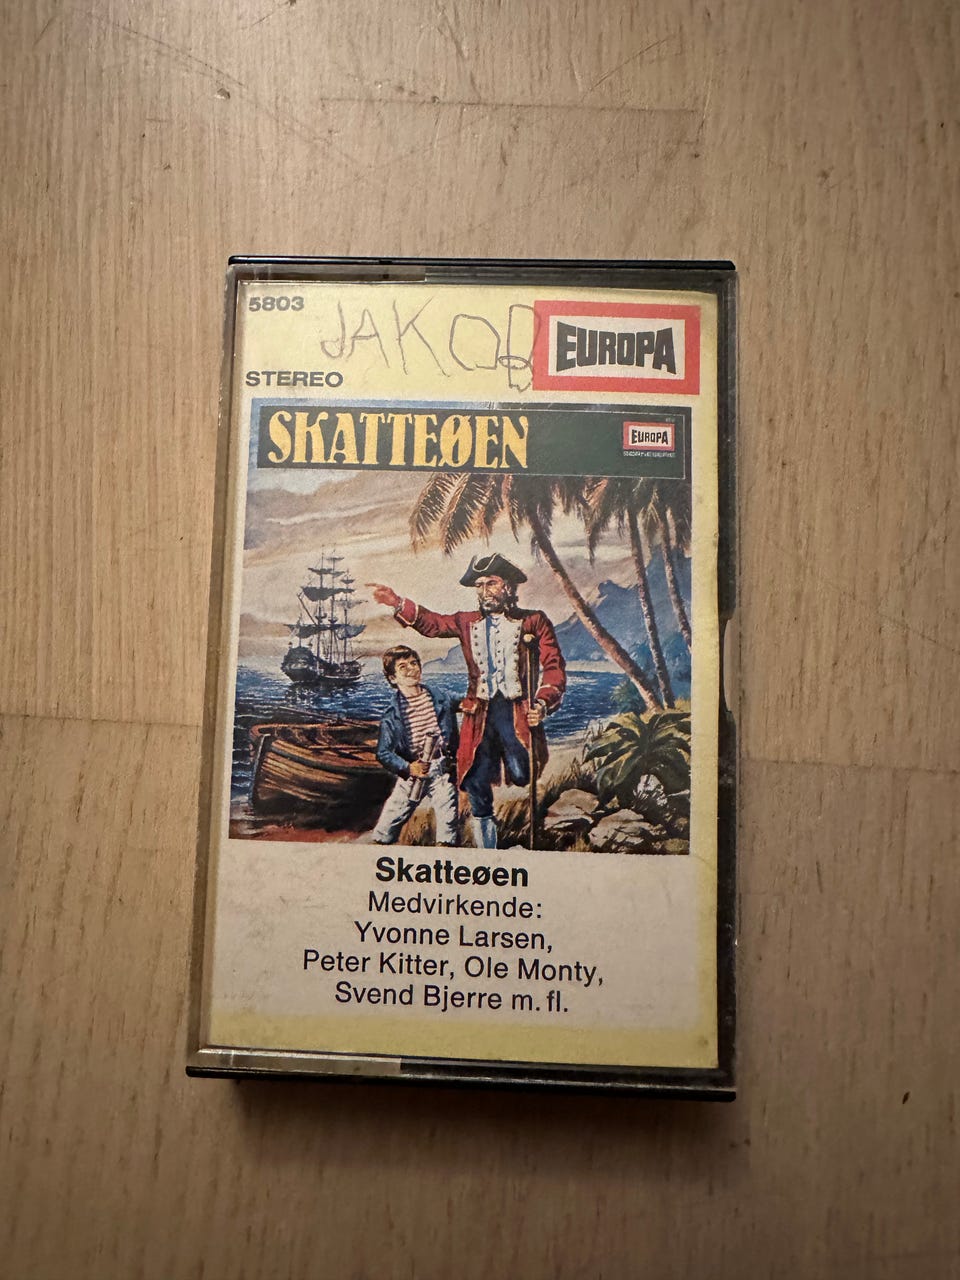 5803
JAKOB
EUROPA
STEREO
SKATTEØEN
EUROPA
Skatteøen
Medvirkende:
Yvonne Larsen,
Peter Kitter, Ole Monty,
Svend Bjerre m. fl.